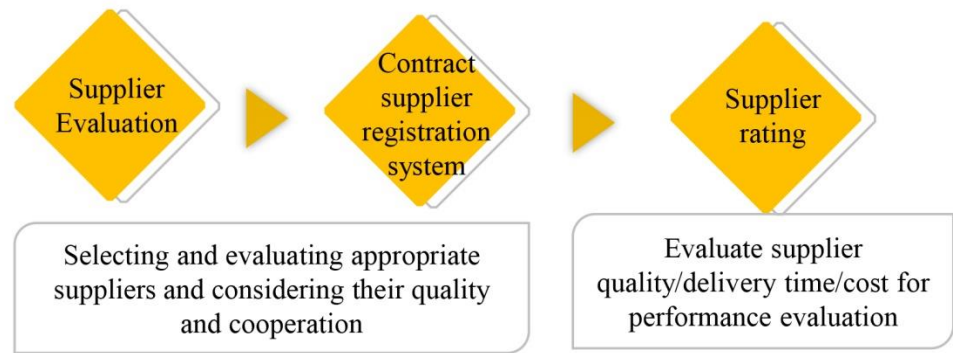 Supplier
Evaluation
Contract
supplier
registration
system
Supplier
rating
Selecting and evaluating appropriate
suppliers and considering their quality
and cooperation
Evaluate supplier
quality/delivery time/cost for
performance evaluation